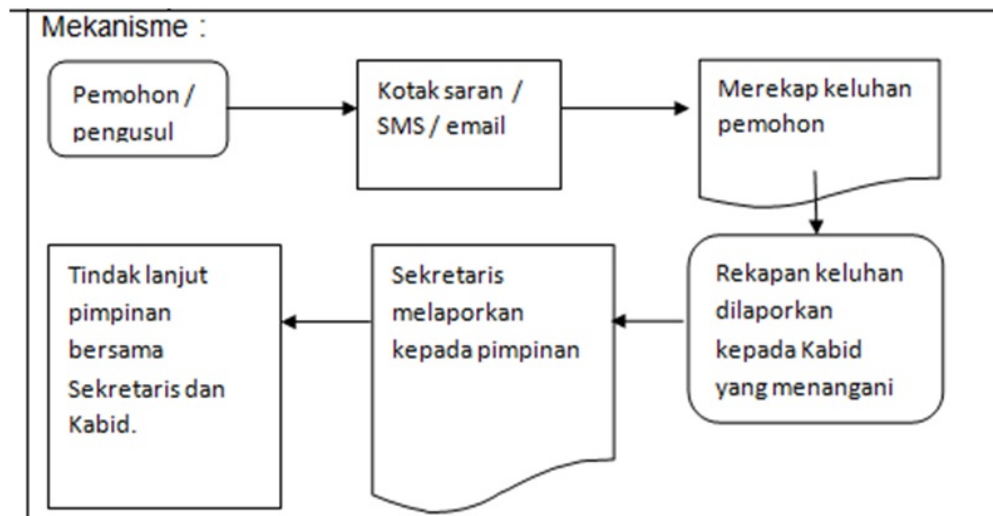 Mekanisme :
Pemohon /
pengusul
Kotak saran /
SMS / email
Merekap keluhan
pemohon
Rekapan keluhan
dilaporkan
kepada Kabid
yang menangani
Sekretaris
melaporkan
kepada pimpinan
Tindak lanjut
pimpinan
bersama
Sekretaris dan
Kabid.